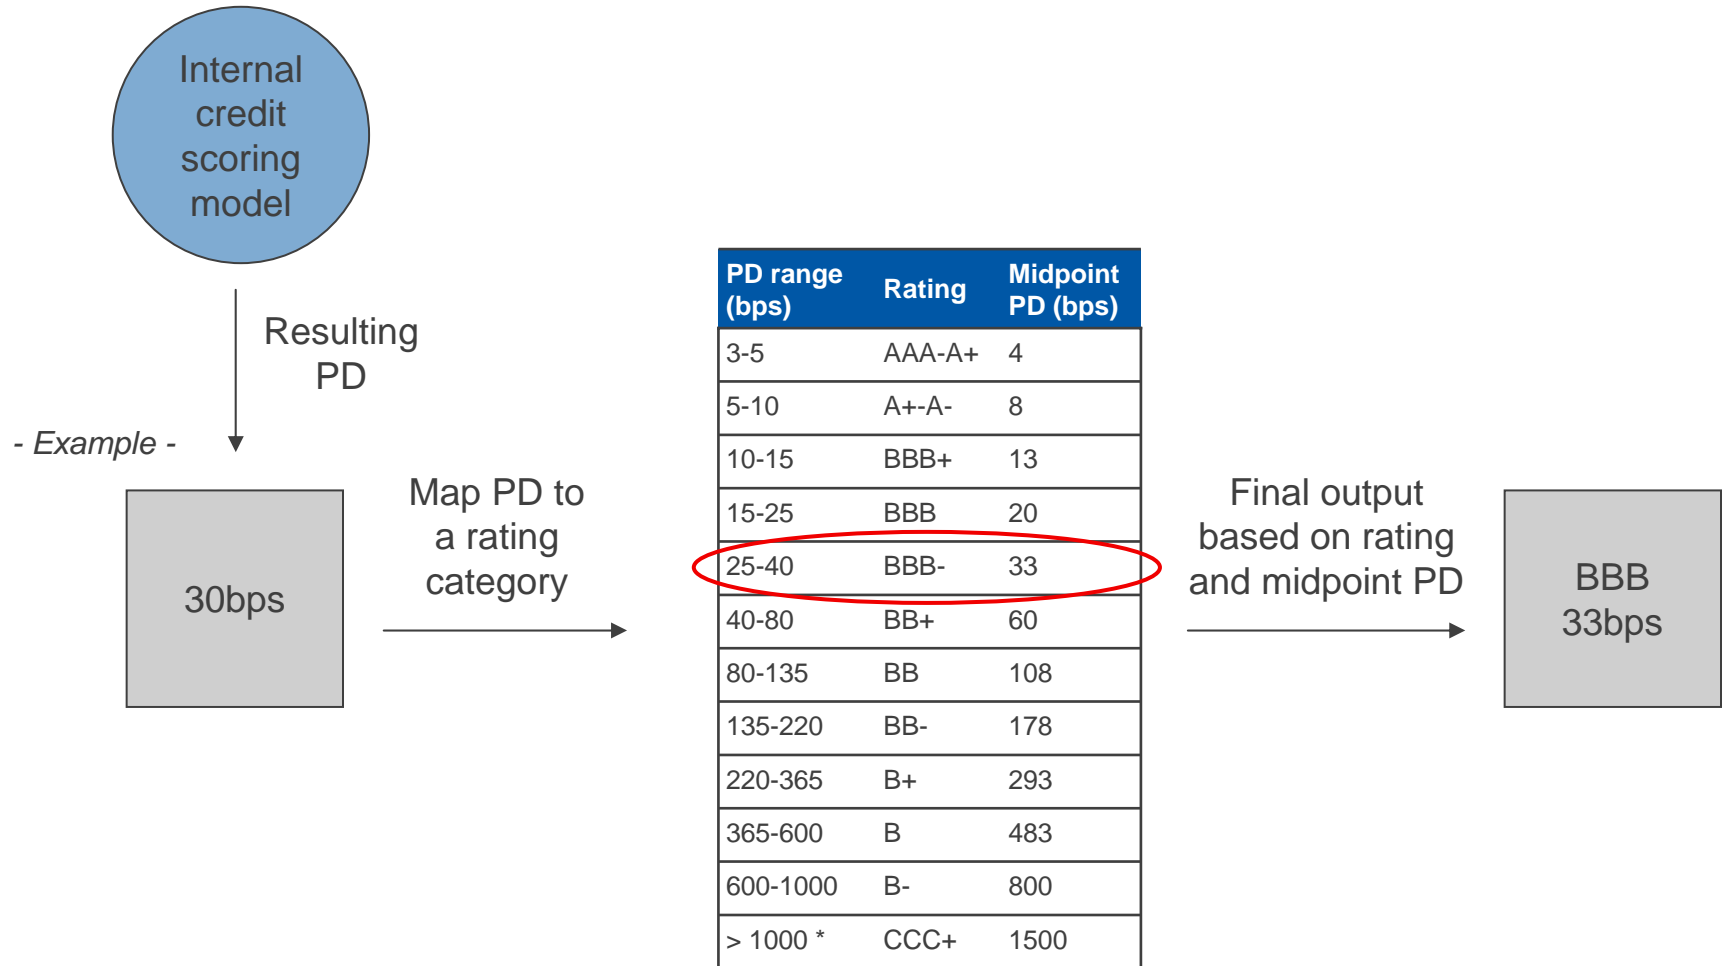 Internal
credit
scoring
model
Resulting
PD
- Example -
30bps
Map PD to
a rating
category
PD range (bps) Rating Midpoint PD (bps)
3-5 AAA-A+ 4
5-10 A+-A- 8
10-15 BBB+ 13
15-25 BBB 20
25-40 BBB- 33
40-80 BB+ 60
80-135 BB 108
135-220 BB- 178
220-365 B+ 293
365-600 B 483
600-1000 B- 800
> 1000 * CCC+ 1500
Final output
based on rating
and midpoint PD
BBB
33bps